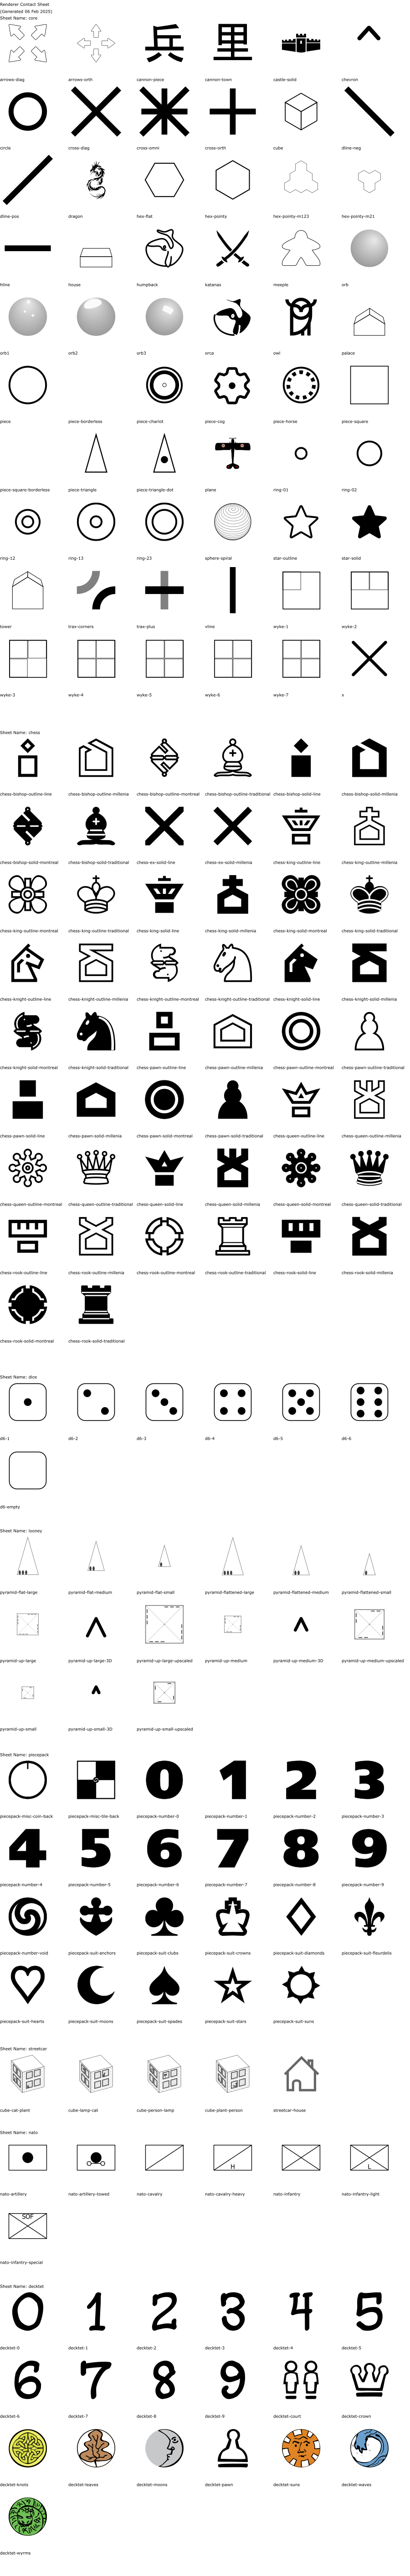 Renderer Contact Sheet
(Generated 06 Feb 2025)
Sheet Name: core
兵 里
arrows-diag arrows-orth cannon-piece cannon-town castle-solid chevron
circle cross-diag cross-omni cross-orth cube dline-neg
dline-pos dragon hex-flat hex-pointy hex-pointy-m123 hex-pointy-m21
hline house humpback katanas meeple orb
orb1 orb2 orb3 orca owl palace
piece piece-borderless piece-chariot piece-cog piece-horse piece-square
piece-square-borderless piece-triangle piece-triangle-dot plane ring-01 ring-02
ring-12 ring-13 ring-23 sphere-spiral star-outline star-solid
tower trax-corners trax-plus vline wyke-1 wyke-2
wyke-3 wyke-4 wyke-5 wyke-6 wyke-7 x
Sheet Name: chess
chess-bishop-outline-line chess-bishop-outline-millenia chess-bishop-outline-montreal chess-bishop-outline-traditional chess-bishop-solid-line chess-bishop-solid-millenia
chess-bishop-solid-montreal chess-bishop-solid-traditional chess-ex-solid-line chess-ex-solid-millenia chess-king-outline-line chess-king-outline-millenia
chess-king-outline-montreal chess-king-outline-traditional chess-king-solid-line chess-king-solid-millenia chess-king-solid-montreal chess-king-solid-traditional
chess-knight-outline-line chess-knight-outline-millenia chess-knight-outline-montreal chess-knight-outline-traditional chess-knight-solid-line chess-knight-solid-millenia
chess-knight-solid-montreal chess-knight-solid-traditional chess-pawn-outline-line chess-pawn-outline-millenia chess-pawn-outline-montreal chess-pawn-outline-traditional
chess-pawn-solid-line chess-pawn-solid-millenia chess-pawn-solid-montreal chess-pawn-solid-traditional chess-queen-outline-line chess-queen-outline-millenia
chess-queen-outline-montreal chess-queen-outline-traditional chess-queen-solid-line chess-queen-solid-millenia chess-queen-solid-montreal chess-queen-solid-traditional
chess-rook-outline-line chess-rook-outline-millenia chess-rook-outline-montreal chess-rook-outline-traditional chess-rook-solid-line chess-rook-solid-millenia
chess-rook-solid-montreal chess-rook-solid-traditional
Sheet Name: dice
d6-1 d6-2 d6-3 d6-4 d6-5 d6-6
d6-empty
Sheet Name: looney
pyramid-flat-large pyramid-flat-medium pyramid-flat-small pyramid-flattened-large pyramid-flattened-medium pyramid-flattened-small
pyramid-up-large pyramid-up-large-3D pyramid-up-large-upscaled pyramid-up-medium pyramid-up-medium-3D pyramid-up-medium-upscaled
pyramid-up-small pyramid-up-small-3D pyramid-up-small-upscaled
Sheet Name: piecepack
0 1 2 3
piecepack-misc-coin-back piecepack-misc-tile-back piecepack-number-0 piecepack-number-1 piecepack-number-2 piecepack-number-3
4 5 6 7 8 9
piecepack-number-4 piecepack-number-5 piecepack-number-6 piecepack-number-7 piecepack-number-8 piecepack-number-9
piecepack-number-void piecepack-suit-anchors piecepack-suit-clubs piecepack-suit-crowns piecepack-suit-diamonds piecepack-suit-fleurdelis
piecepack-suit-hearts piecepack-suit-moons piecepack-suit-spades piecepack-suit-stars piecepack-suit-suns
Sheet Name: streetcar
cube-cat-plant cube-lamp-cat cube-person-lamp cube-plant-person streetcar-house
Sheet Name: nato
H L
nato-artillery nato-artillery-towed nato-cavalry nato-cavalry-heavy nato-infantry nato-infantry-light
SOF
nato-infantry-special
Sheet Name: decktet
0 1 2 3 4 5
decktet-0 decktet-1 decktet-2 decktet-3 decktet-4 decktet-5
6 7 8 9
decktet-6 decktet-7 decktet-8 decktet-9 decktet-court decktet-crown
decktet-knots decktet-leaves decktet-moons decktet-pawn decktet-suns decktet-waves
decktet-wyrms